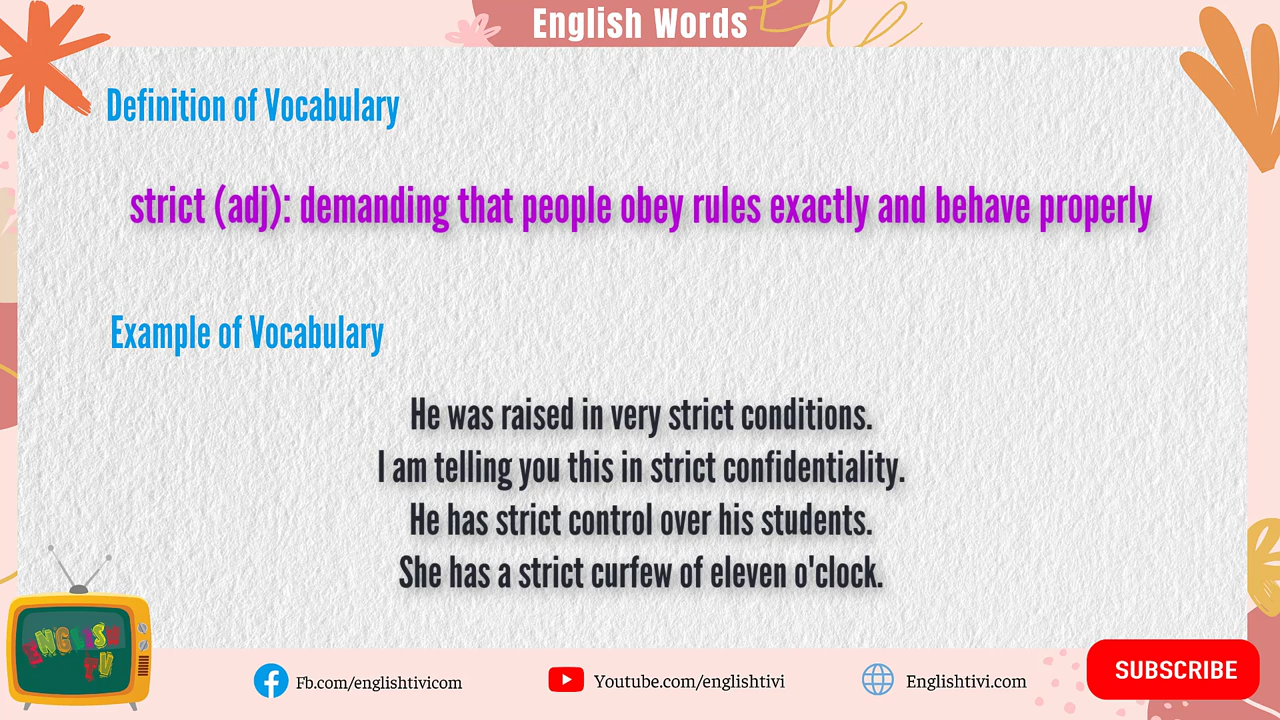 English Words
Definition of Vocabulary
strict (adj): demanding that people obey rules exactly and behave properly
Example of Vocabulary
He was raised in very strict conditions.
I am telling you this in strict confidentiality.
He has strict control over his students.
She has a strict curfew of eleven o'clock.
ENGLISH
TV
Fb.com/englishtivicom
Youtube.com/englishtivi
Englishtivi.com
SUBSCRIBE